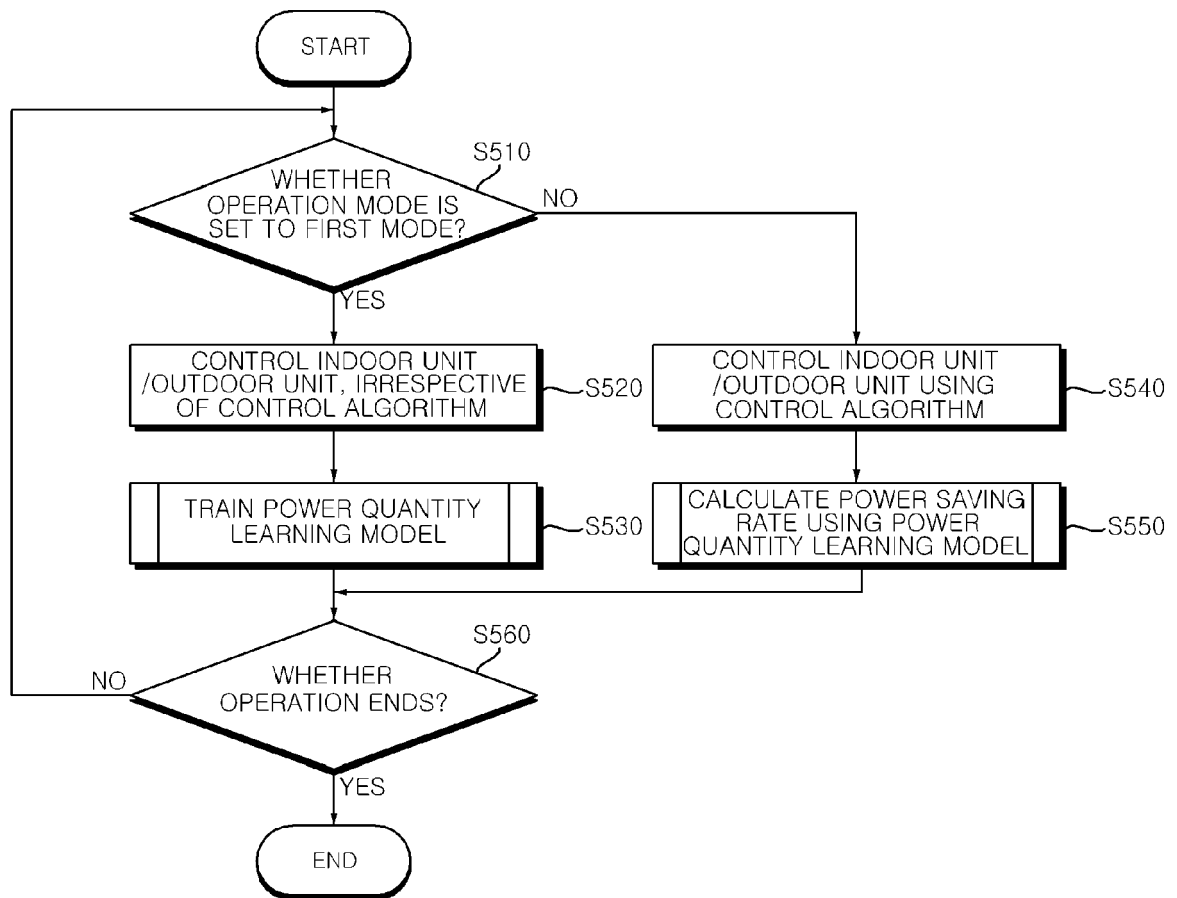 START
S510
WHETHER
OPERATION MODE IS
SET TO FIRST MODE?
NO
YES
CONTROL INDOOR UNIT
/OUTDOOR UNIT, IRRESPECTIVE
OF CONTROL ALGORITHM
S520
CONTROL INDOOR UNIT
/OUTDOOR UNIT USING
CONTROL ALGORITHM
S540
TRAIN POWER QUANTITY
LEARNING MODEL
S530
CALCULATE POWER SAVING
RATE USING POWER
QUANTITY LEARNING MODEL
S550
S560
WHETHER
OPERATION ENDS?
NO
YES
END